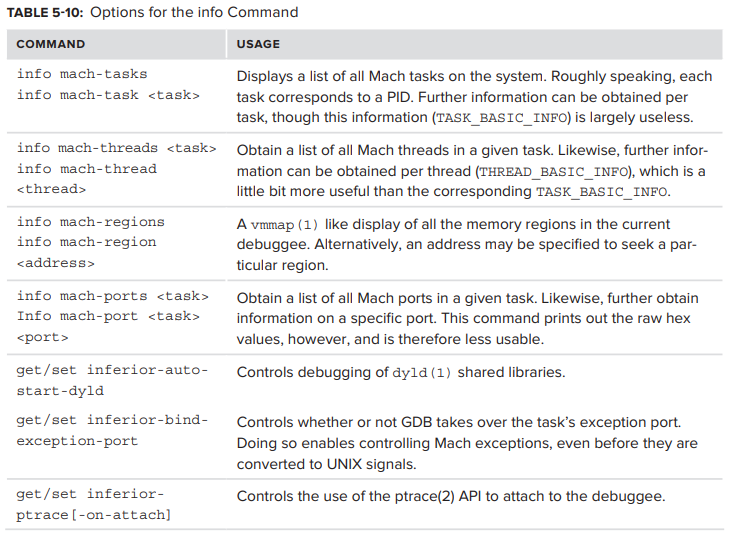 TABLE 5-10: Options for the info Command
COMMAND USAGE
info mach-tasks
info mach-task <task>
Displays a list of all Mach tasks on the system. Roughly speaking, each
task corresponds to a PID. Further information can be obtained per
task, though this information (TASK_BASIC_INFO) is largely useless.
info mach-threads <task>
info mach-thread
<thread>
Obtain a list of all Mach threads in a given task. Likewise, further infor-
mation can be obtained per thread (THREAD_BASIC_INFO), which is a
little bit more useful than the corresponding TASK_BASIC_INFO.
info mach-regions
info mach-region
<address>
A vmmap(1) like display of all the memory regions in the current
debuggee. Alternatively, an address may be specified to seek a par-
ticular region.
info mach-ports <task>
Info mach-port <task>
<port>
Obtain a list of all Mach ports in a given task. Likewise, further obtain
information on a specific port. This command prints out the raw hex
values, however, and is therefore less usable.
get/set inferior-auto-
start-dyld
Controls debugging of dyld(1) shared libraries.
get/set inferior-bind-
exception-port
Controls whether or not GDB takes over the task's exception port.
Doing so enables controlling Mach exceptions, even before they are
converted to UNIX signals.
get/set inferior-
ptrace[-on-attach]
Controls the use of the ptrace(2) API to attach to the debuggee.